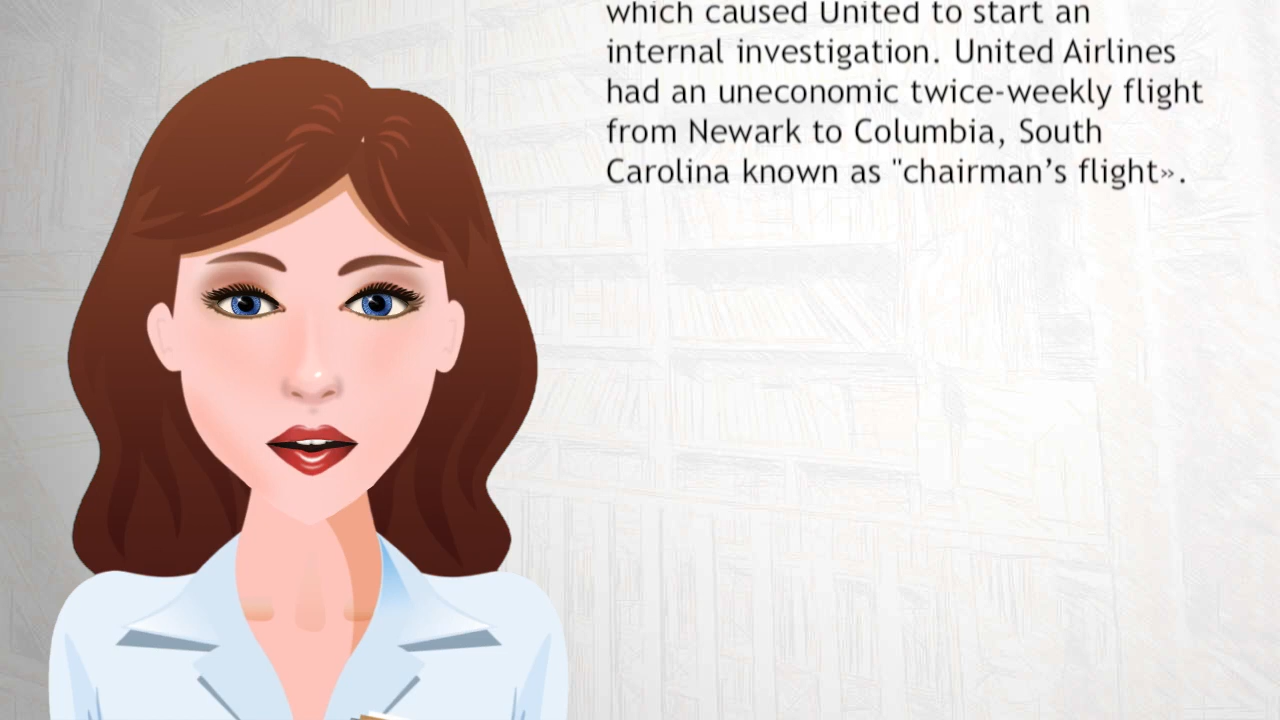 which caused United to start an
internal investigation. United Airlines
had an uneconomic twice-weekly flight
from Newark to Columbia, South
Carolina known as "chairman’s flight».